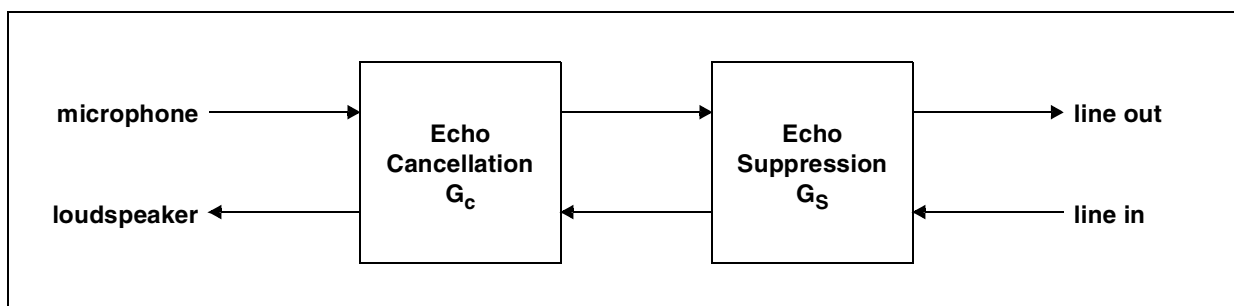 microphone
loudspeaker
Echo
Cancellation
Gc
Echo
Suppression
GS
line out
line in